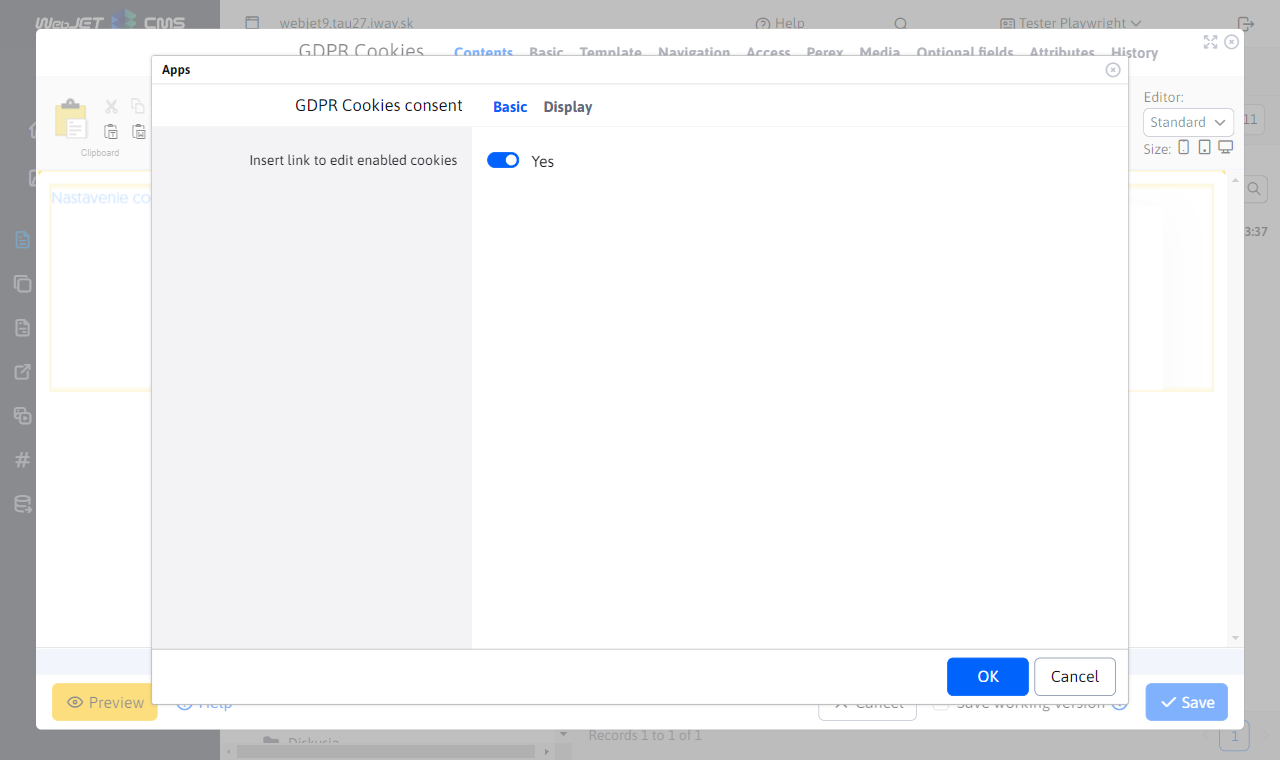 WebJET CMS
webjet9.tau27.iway.sk
Help
Tester Playwright
GDPR Cookies
Contents Basic Template Navigation Access Perex Media Optional fields Attributes History
Apps
GDPR Cookies consent
Basic Display
Editor:
Standard
11
Size:
Clipboard
Insert link to edit enabled cookies
Yes
Nastavenie co
3:37
OK
Cancel
Preview
Help
Cancel
Save working version
Save
Diskusia
Records 1 to 1 of 1
1